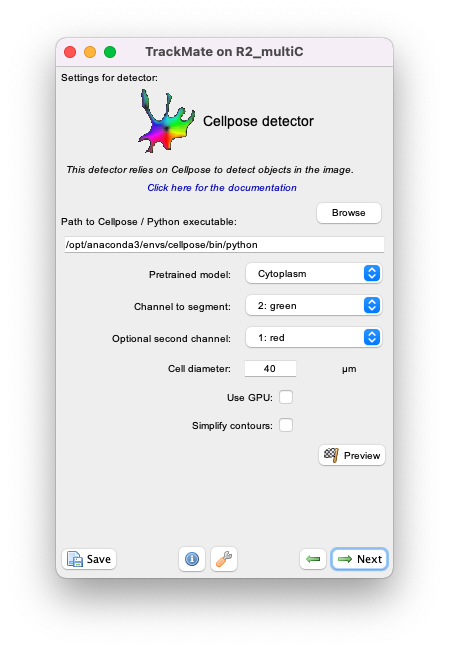 TrackMate on R2_multiC
Settings for detector:
Cellpose detector
This detector relies on Cellpose to detect objects in the image.
Click here for the documentation
Browse
Path to Cellpose / Python executable:
/opt/anaconda3/envs/cellpose/bin/python
Pretrained model: Cytoplasm
Channel to segment: 2: green
Optional second channel: 1: red
Cell diameter: 40 µm
Use GPU:
Simplify contours:
Preview
Save Next